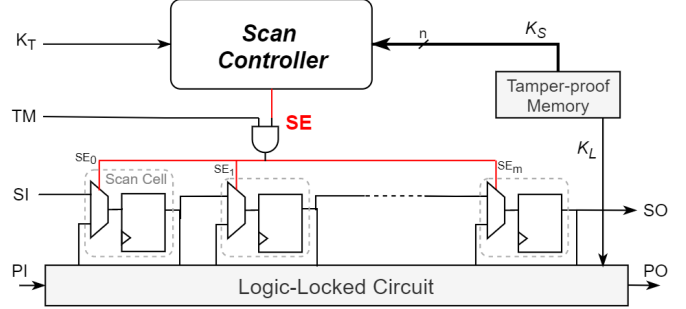 K_T
Scan
Controller
n
K_S
Tamper-proof
Memory
TM
SE
K_L
SE_0
SE_1
SE_m
Scan Cell
SI
SO
PI
Logic-Locked Circuit
PO